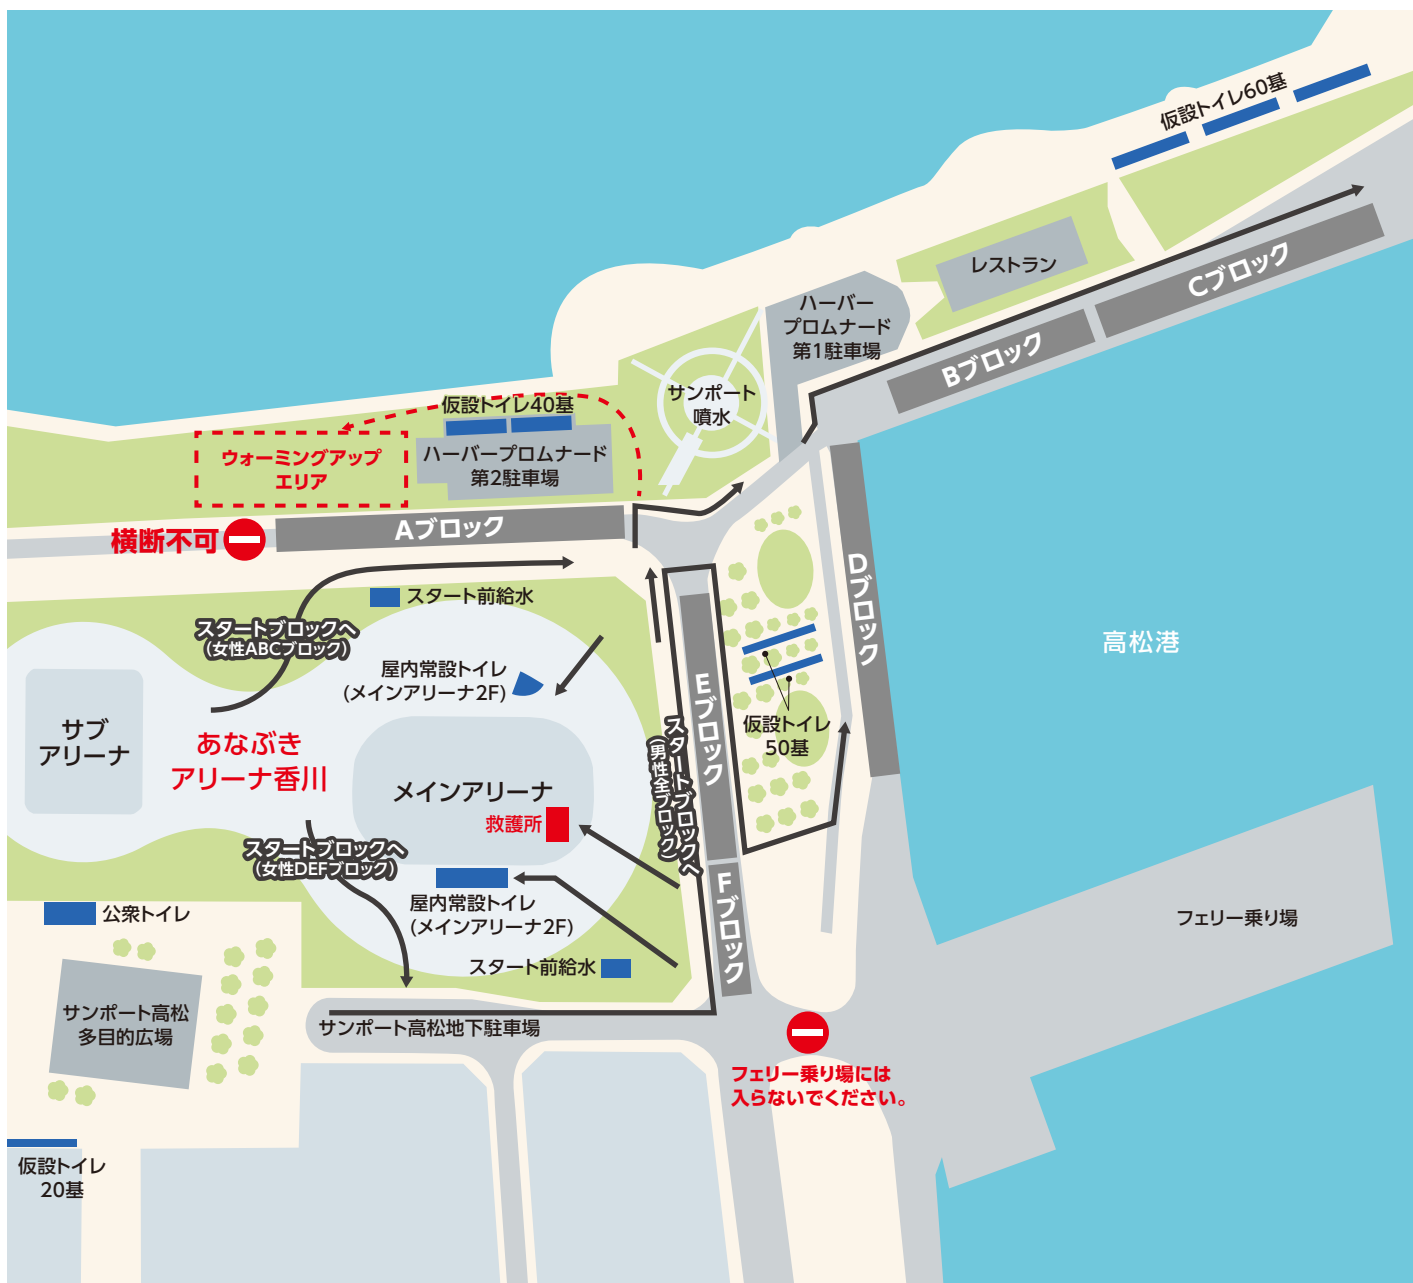 仮設トイレ60基
レストラン
Cブロック
ハーバー
プロムナード
第1駐車場
Bブロック
サンポート
噴水
仮設トイレ40基
ハーバープロムナード
第2駐車場
ウォーミングアップ
エリア
横断不可
Aブロック
スタート前給水
スタートブロックへ
（女性ABCブロック）
屋内常設トイレ
(メインアリーナ2F)
Dブロック
高松港
Eブロック
仮設トイレ
50基
サブ
アリーナ
あなぶき
アリーナ香川
メインアリーナ
救護所
スタートブロックへ
（男性全ブロック）
スタートブロックへ
（女性DEFブロック）
屋内常設トイレ
(メインアリーナ2F)
Fブロック
公衆トイレ
スタート前給水
フェリー乗り場
サンポート高松
多目的広場
サンポート高松地下駐車場
フェリー乗り場には
入らないでください。
仮設トイレ
20基